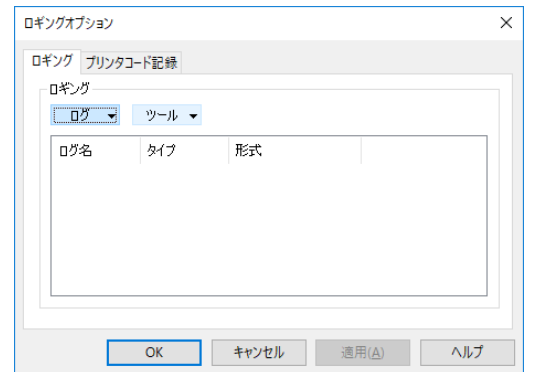 ロギングオプション
ロギング プリンタコード記録
ロギング
ログ ツール
ログ名 タイプ 形式
OK キャンセル 適用(A) ヘルプ